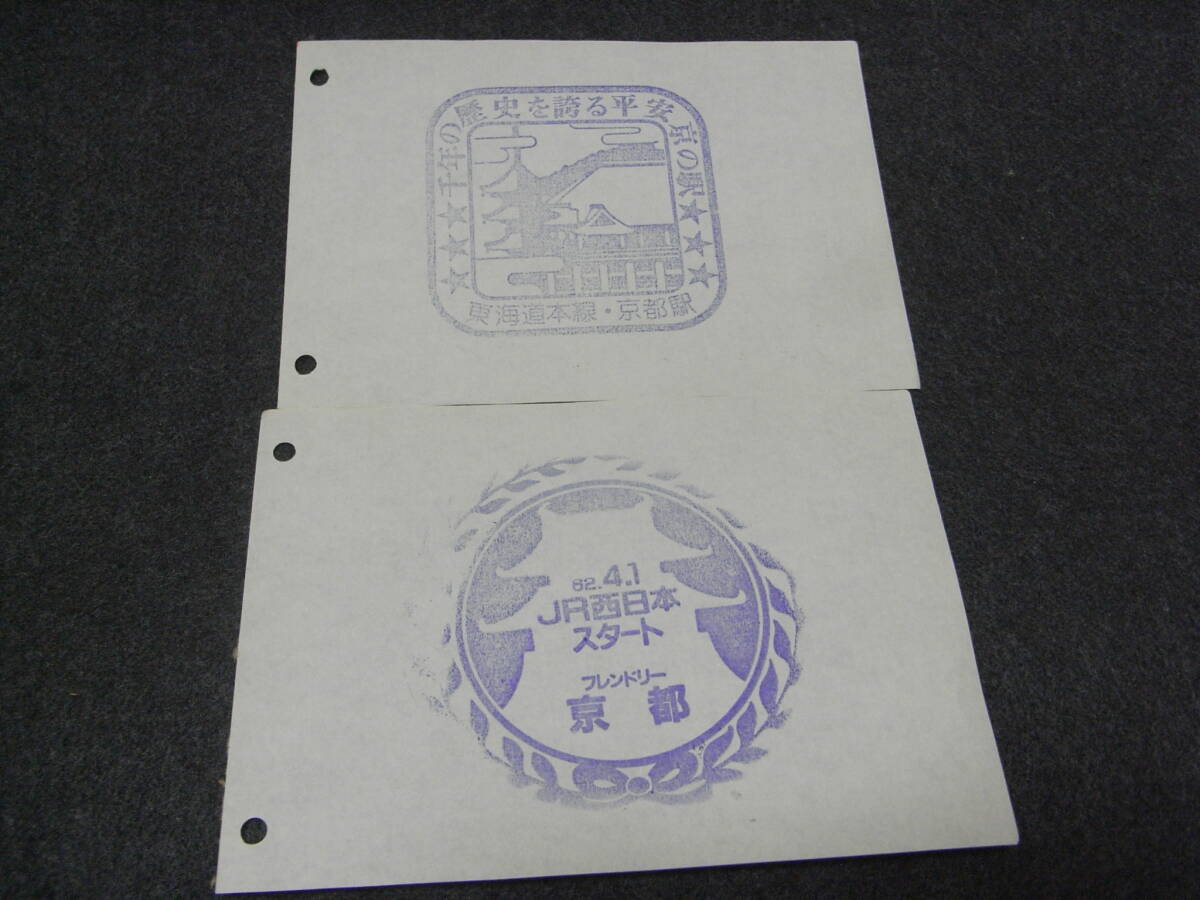 千年の歴史を誇る平安京の駅
東海道本線・京都駅
62.4.1
JR西日本
スタート
フレンドリー
京都